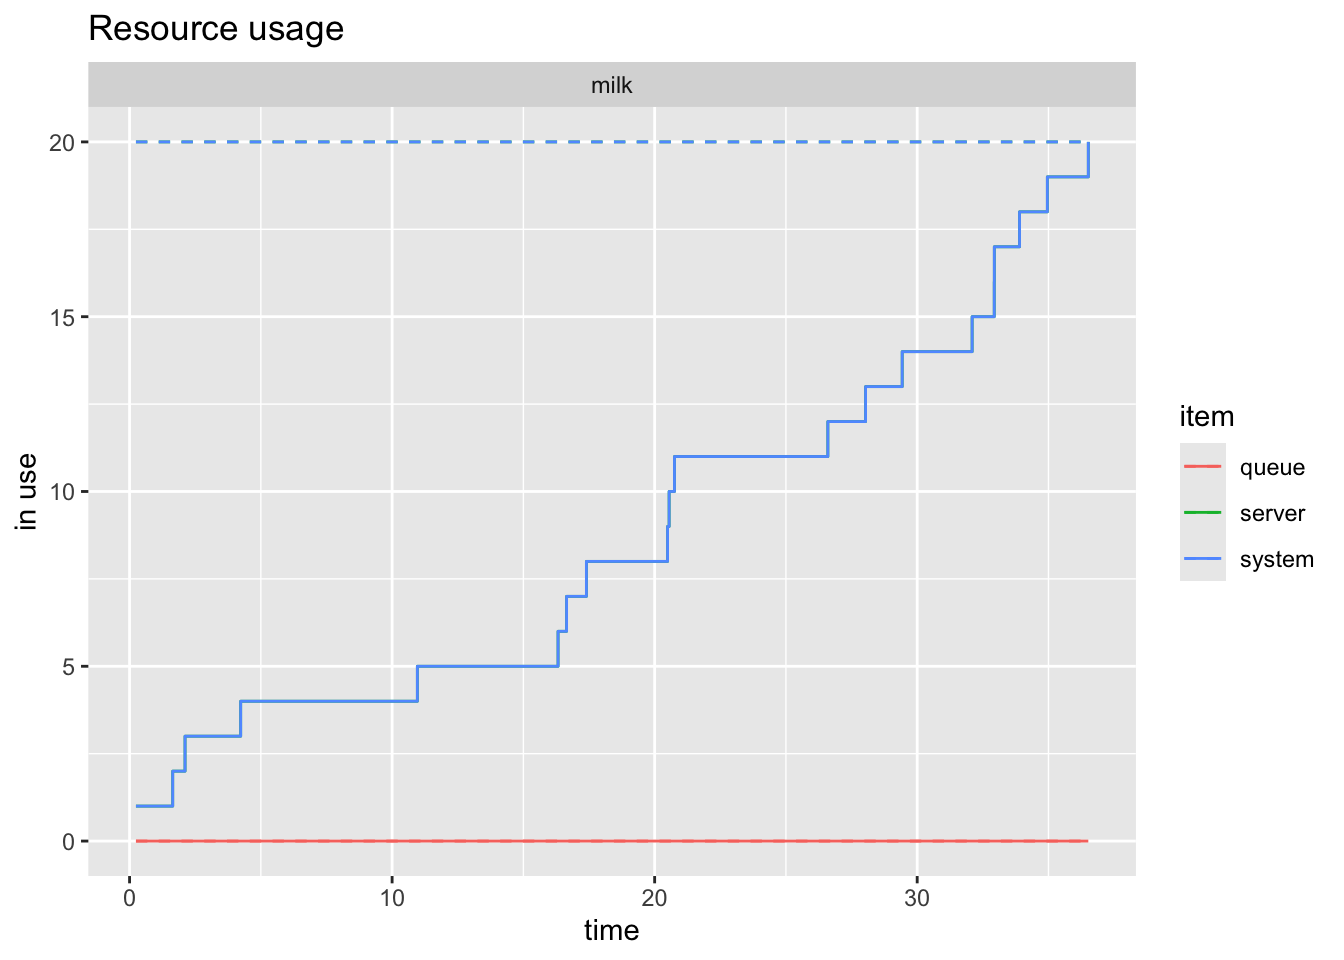 Resource usage
milk
20
15
10
5
0
in use
0 10 20 30
time
item
queue
server
system